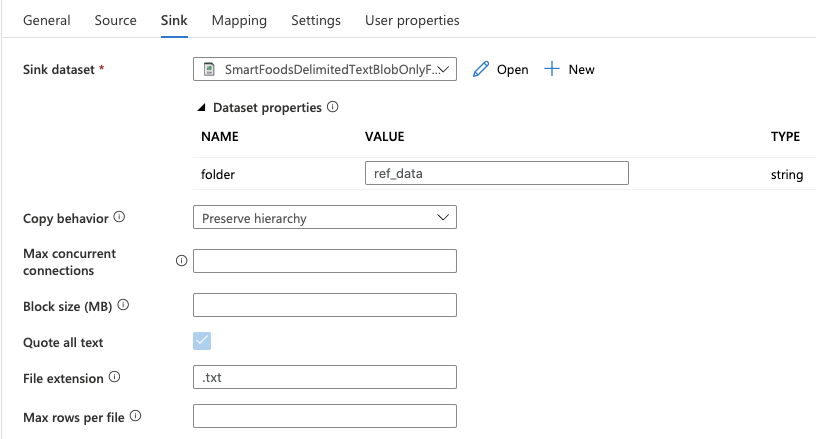 General Source Sink Mapping Settings User properties
Sink dataset * SmartFoodsDelimitedTextBlobOnlyF... Open New
Dataset properties
NAME VALUE TYPE
folder ref_data string
Copy behavior Preserve hierarchy
Max concurrent
connections
Block size (MB)
Quote all text
File extension .txt
Max rows per file